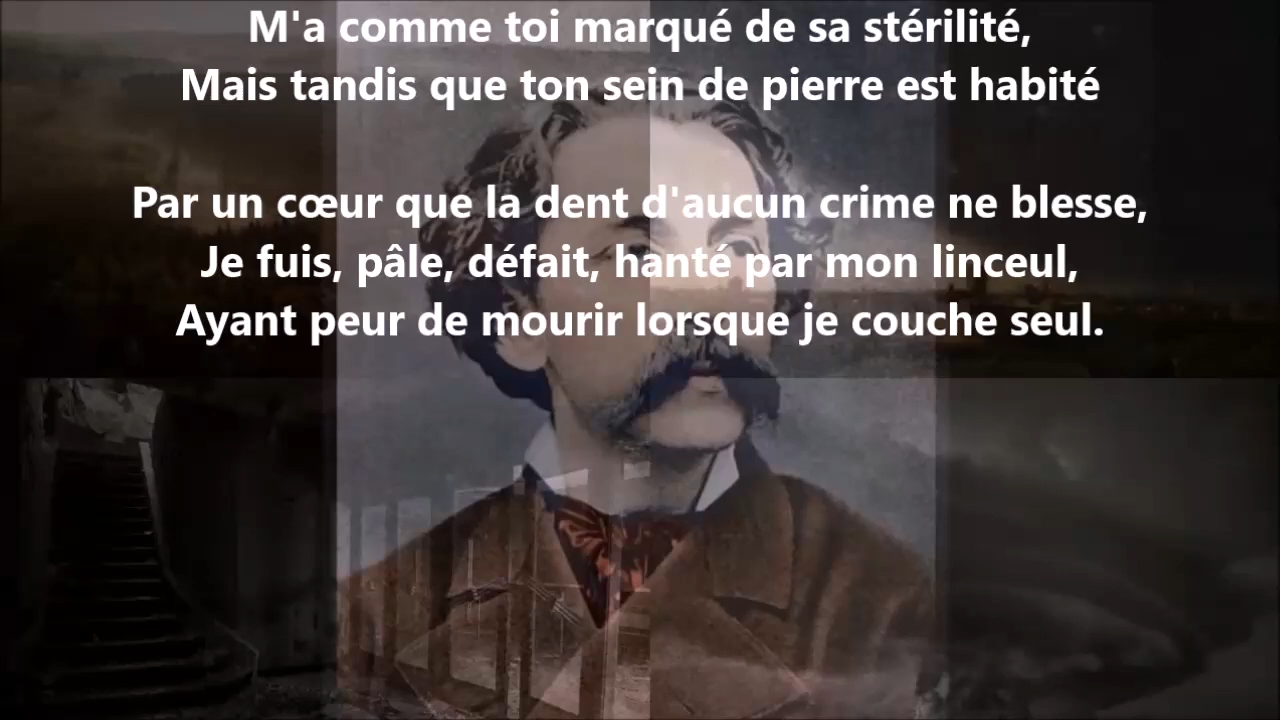 M'a comme toi marqué de sa stérilité,
Mais tandis que ton sein de pierre est habité
Par un cœur que la dent d'aucun crime ne blesse,
Je fuis, pâle, défait, hanté par mon linceul,
Ayant peur de mourir lorsque je couche seul.